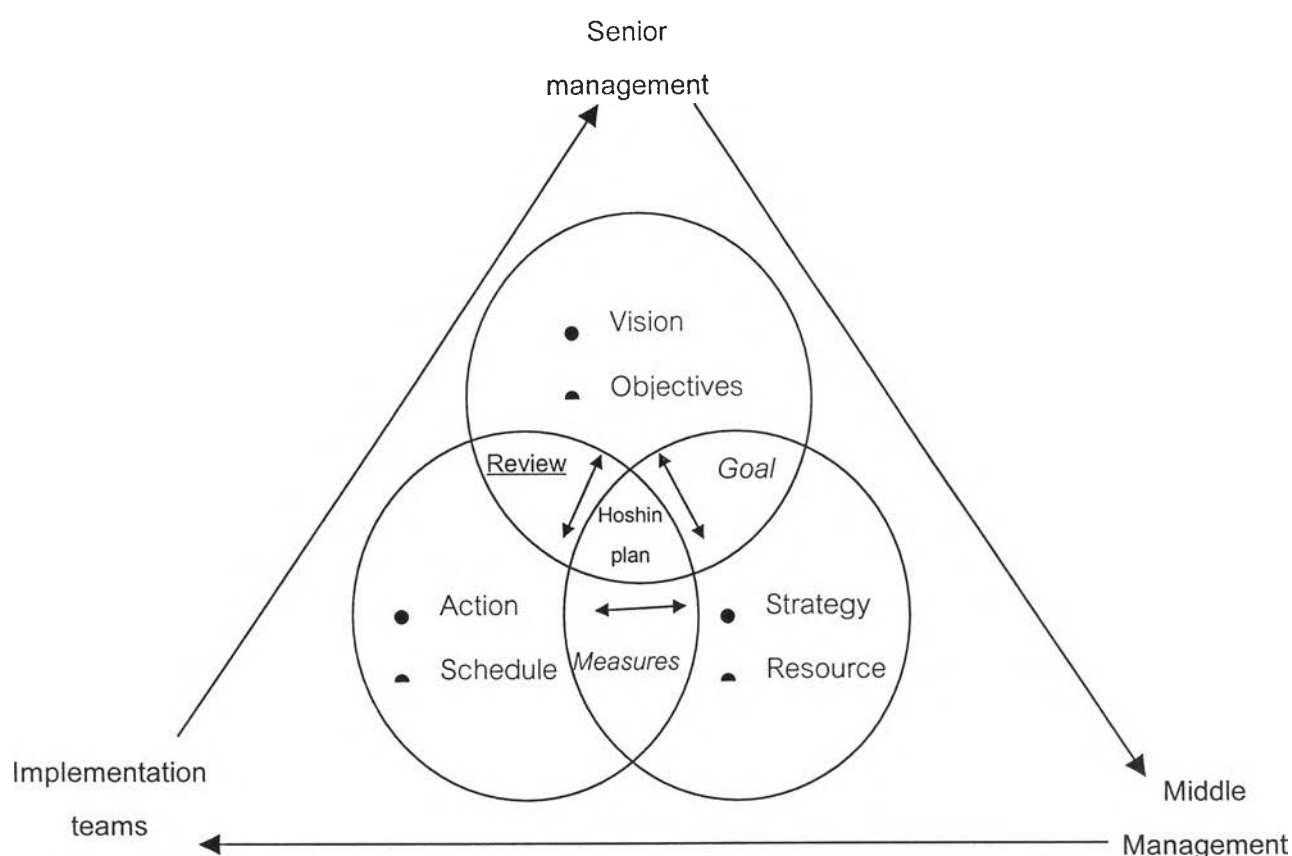 Senior
management
Vision
Objectives
Review
Goal
Hoshin
plan
Action
Schedule
Measures
Strategy
Resource
Implementation
teams
Middle
Management